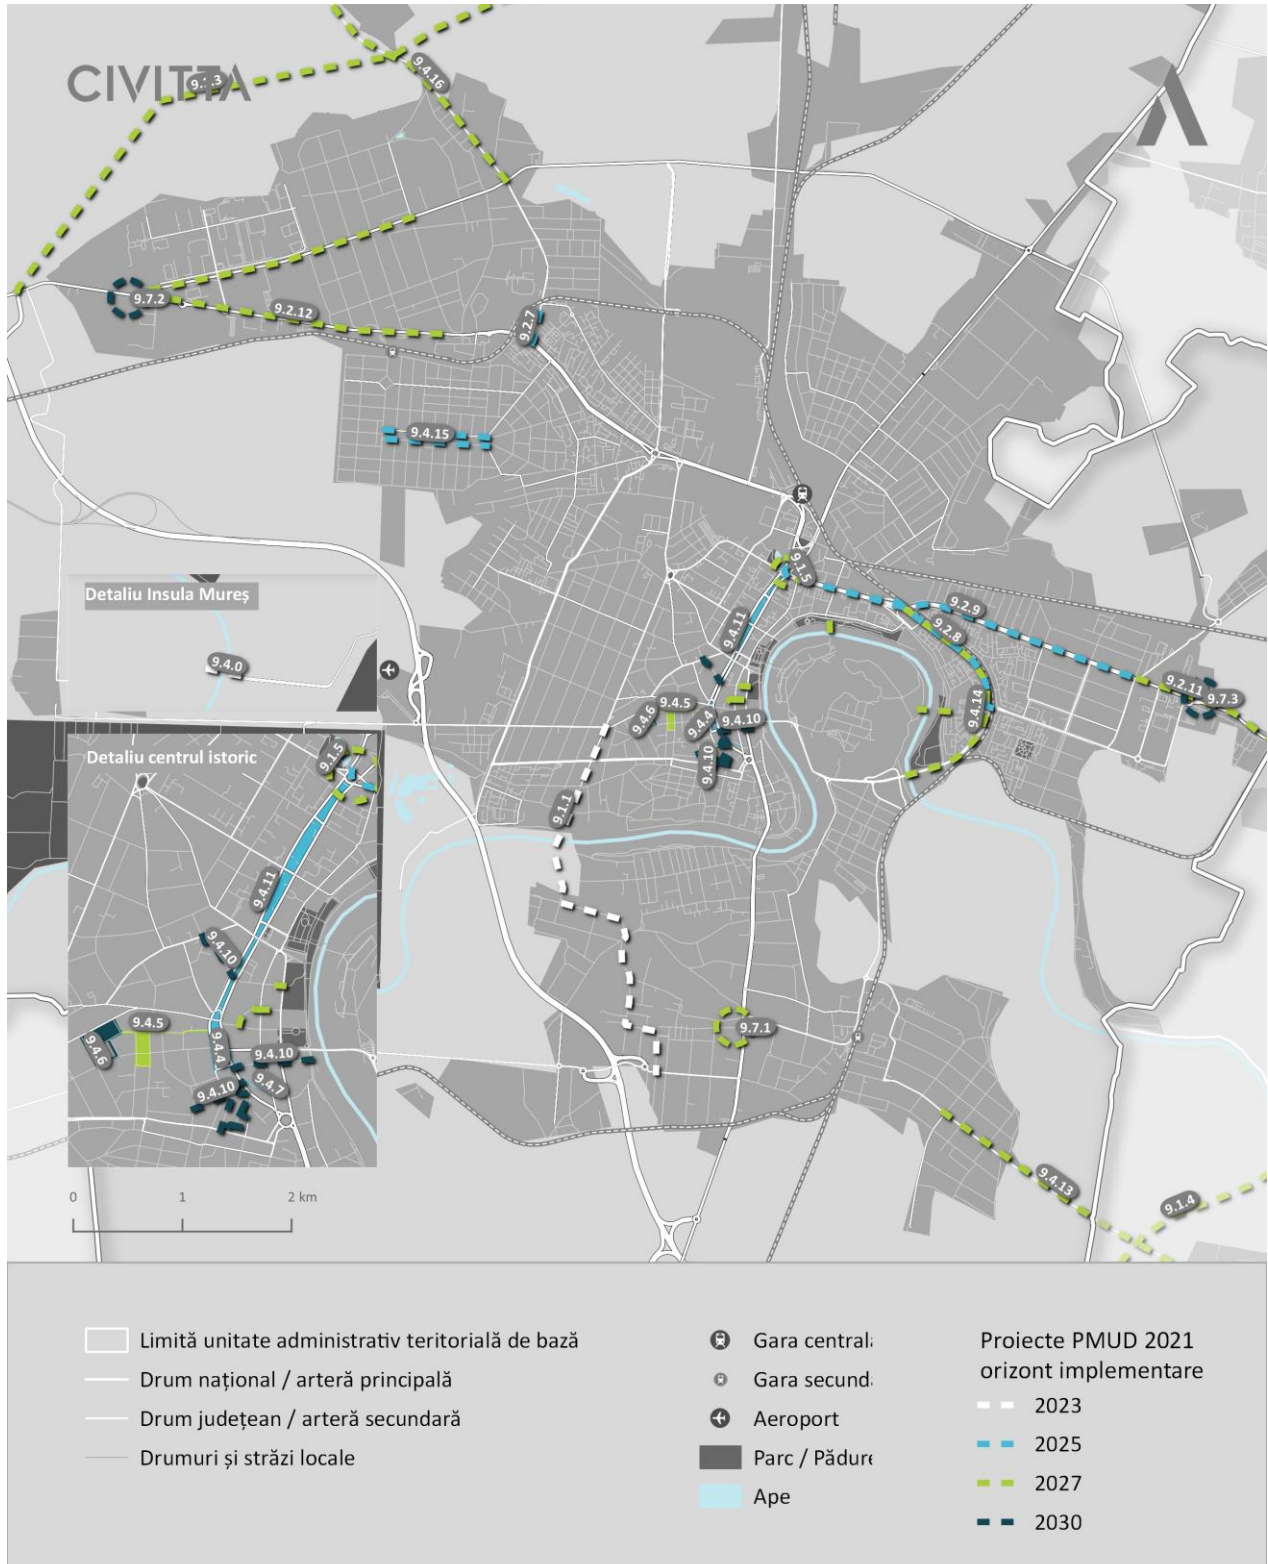 CIVITTA
9.1.3
9.4.16
9.7.2
9.2.12
9.2.7
9.4.15
9.1.5
9.4.11
9.2.9
9.2.8
9.2.11
9.7.3
9.4.14
9.4.5
9.4.6
9.4.4
9.4.10
9.4.10
9.1.1
9.7.1
9.4.13
9.1.4
Detaliu Insula Mureș
9.4.0
Detaliu centrul istoric
9.1.5
9.4.11
9.4.10
9.4.5
9.4.6
9.4.4
9.4.10
9.4.7
9.4.10
0 1 2 km
Limită unitate administrativ teritorială de bază
Drum național / arteră principală
Drum județean / arteră secundară
Drumuri și străzi locale
Gara centrală
Gara secund
Aeroport
Parc / Pădure
Ape
Proiecte PMUD 2021
orizont implementare
2023
2025
2027
2030